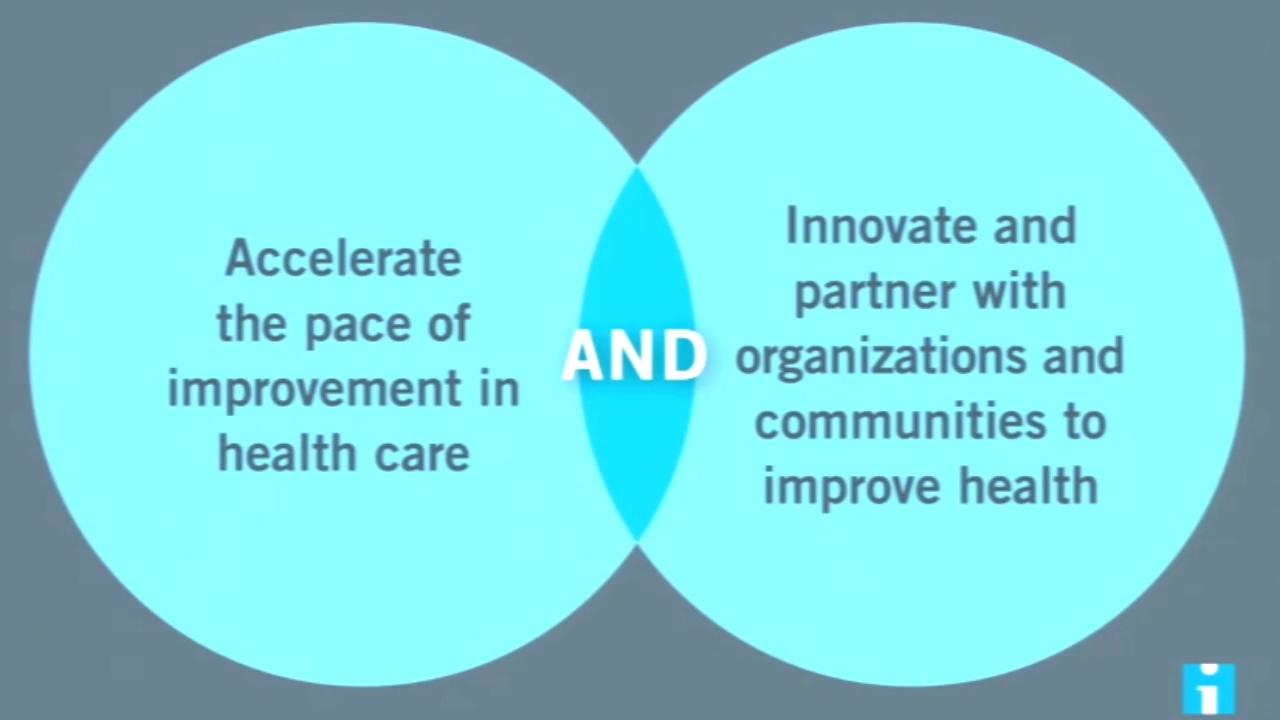 Accelerate
the pace of
improvement in
health care
AND
Innovate and
partner with
organizations and
communities to
improve health
i